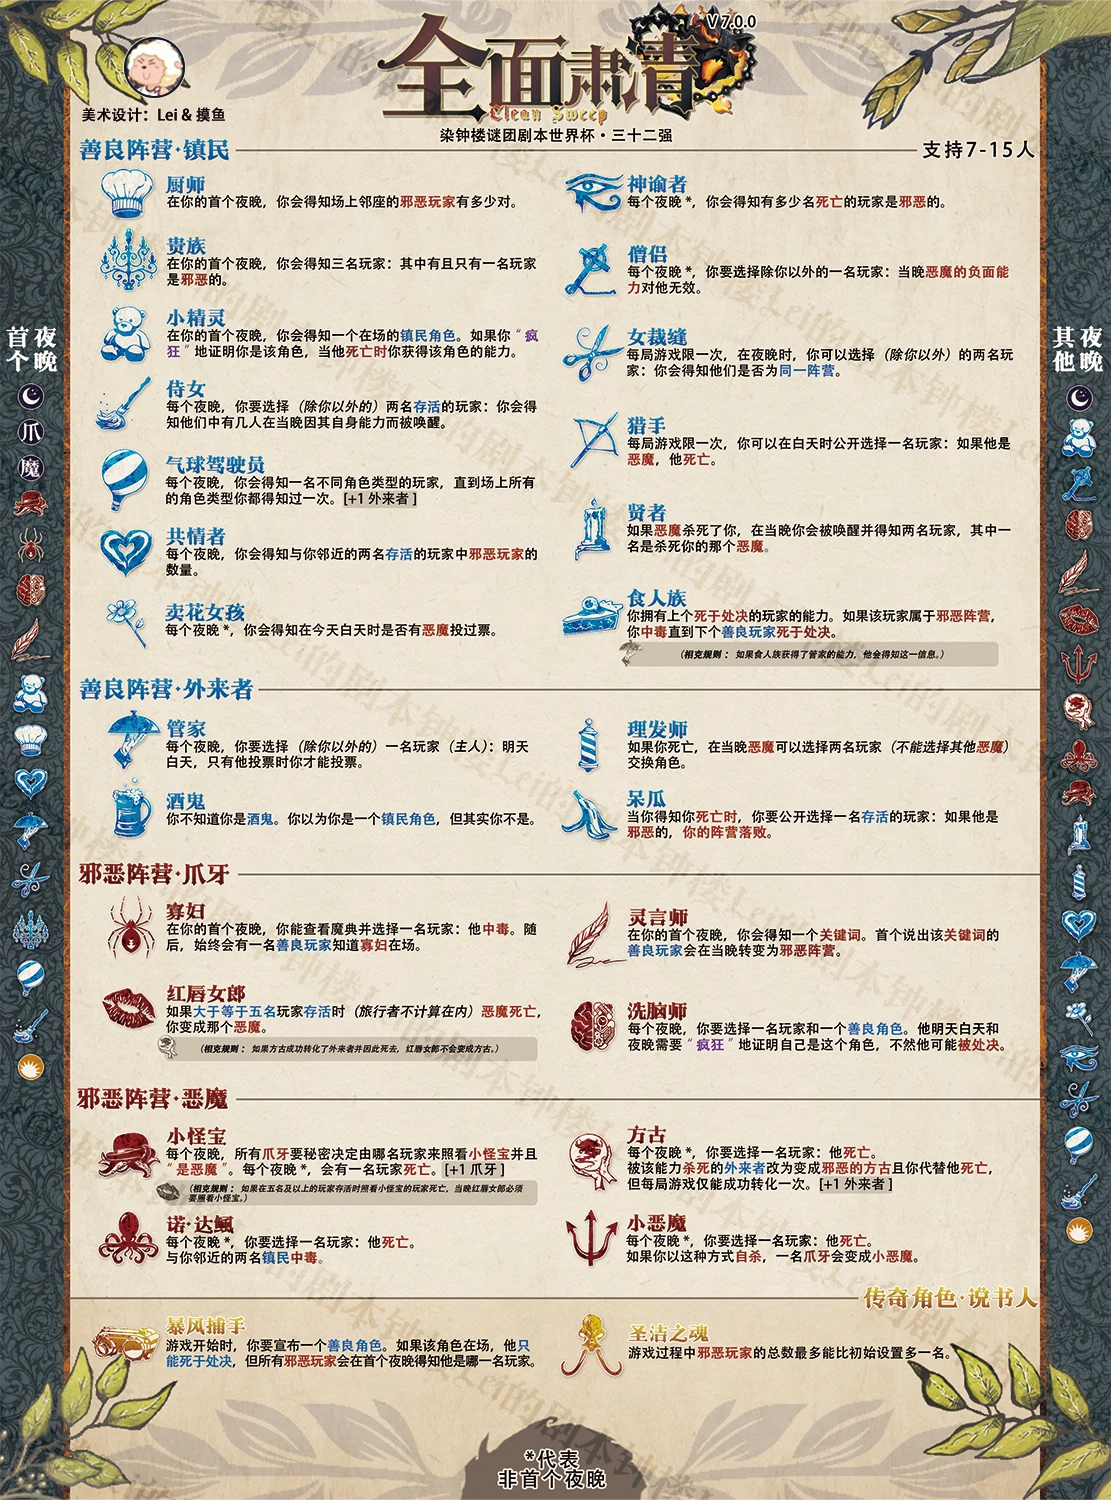 全面肃清
V 7.0.0
Clean Sweep
染钟楼谜团剧本世界杯·三十二强
美术设计：Lei & 摸鱼
善良阵营·镇民
支持7-15人
厨师
在你的首个夜晚，你会得知场上邻座的邪恶玩家有多少对。
贵族
在你的首个夜晚，你会得知三名玩家：其中有且只有一名玩家
是邪恶的。
小精灵
在你的首个夜晚，你会得知一个在场的镇民角色。如果你“疯
狂”地证明你是该角色，当他死亡时你获得该角色的能力。
侍女
每个夜晚，你要选择（除你以外的）两名存活的玩家：你会得
知他们中有几人在当晚因其自身能力而被唤醒。
气球驾驶员
每个夜晚，你会得知一名不同角色类型的玩家，直到场上所有
的角色类型你都得知过一次。[+1 外来者]
共情者
每个夜晚，你会得知与你邻近的两名存活的玩家中邪恶玩家的
数量。
卖花女孩
每个夜晚 *，你会得知在今天白天时是否有恶魔投过票。
神谕者
每个夜晚 *，你会得知有多少名死亡的玩家是邪恶的。
僧侣
每个夜晚 *，你要选择除你以外的一名玩家：当晚恶魔的负面能
力对他无效。
女裁缝
每局游戏限一次，在夜晚时，你可以选择（除你以外）的两名玩
家：你会得知他们是否为同一阵营。
猎手
每局游戏限一次，你可以在白天时公开选择一名玩家：如果他是
恶魔，他死亡。
贤者
如果恶魔杀死了你，在当晚你会被唤醒并得知两名玩家，其中一
名是杀死你的那个恶魔。
食人族
你拥有上个死于处决的玩家的能力。如果该玩家属于邪恶阵营，
你中毒直到下个善良玩家死于处决。
（相克规则：如果食人族获得了管家的能力，他会得知这一信息。）
善良阵营·外来者
管家
每个夜晚，你要选择（除你以外的）一名玩家（主人）：明天
白天，只有他投票时你才能投票。
酒鬼
你不知道你是酒鬼。你以为你是一个镇民角色，但其实你不是。
理发师
如果你死亡，在当晚恶魔可以选择两名玩家（不能选择其他恶魔）
交换角色。
呆瓜
当你得知你死亡时，你要公开选择一名存活的玩家：如果他是
邪恶的，你的阵营落败。
邪恶阵营·爪牙
寡妇
在你的首个夜晚，你能查看魔典并选择一名玩家：他中毒。随
后，始终会有一名善良玩家知道寡妇在场。
红唇女郎
如果大于等于五名玩家存活时（旅行者不计算在内）恶魔死亡，
你变成那个恶魔。
（相克规则：如果方古成功转化了外来者并因此死去，红唇女郎不会变成方古。）
灵言师
在你的首个夜晚，你会得知一个关键词。首个说出该关键词的
善良玩家会在当晚转变为邪恶阵营。
洗脑师
每个夜晚，你要选择一名玩家和一个善良角色。他明天白天和
夜晚需要“疯狂”地证明自己是这个角色，不然他可能被处决。
邪恶阵营·恶魔
小怪宝
每个夜晚，所有爪牙要秘密决定由哪名玩家来照看小怪宝并且
“是恶魔”。每个夜晚 *，会有一名玩家死亡。[+1 爪牙]
（相克规则：如果在五名及以上的玩家存活时照看小怪宝的玩家死亡，当晚红唇女郎必须
要照看小怪宝。）
诺·达鲺
每个夜晚 *，你要选择一名玩家：他死亡。
与你邻近的两名镇民中毒。
方古
每个夜晚 *，你要选择一名玩家：他死亡。
被该能力杀死的外来者改为变成邪恶的方古且你代替他死亡，
但每局游戏仅能成功转化一次。[+1 外来者]
小恶魔
每个夜晚 *，你要选择一名玩家：他死亡。
如果你以这种方式自杀，一名爪牙会变成小恶魔。
传奇角色·说书人
暴风捕手
游戏开始时，你要宣布一个善良角色。如果该角色在场，他只
能死于处决，但所有邪恶玩家会在首个夜晚得知他是哪一名玩家。
圣洁之魂
游戏过程中邪恶玩家的总数最多能比初始设置多一名。
*代表
非首个夜晚
首个夜晚
爪
魔
其他夜晚